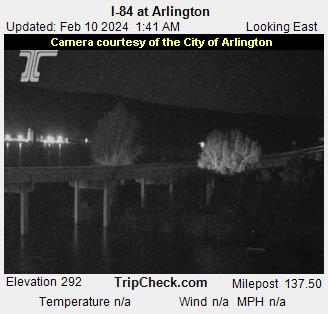 I-84 at Arlington
Updated: Feb 10 2024 1:41 AM Looking East
Camera courtesy of the City of Arlington
Elevation 292 TripCheck.com Milepost 137.50
Temperature n/a Wind n/a MPH n/a